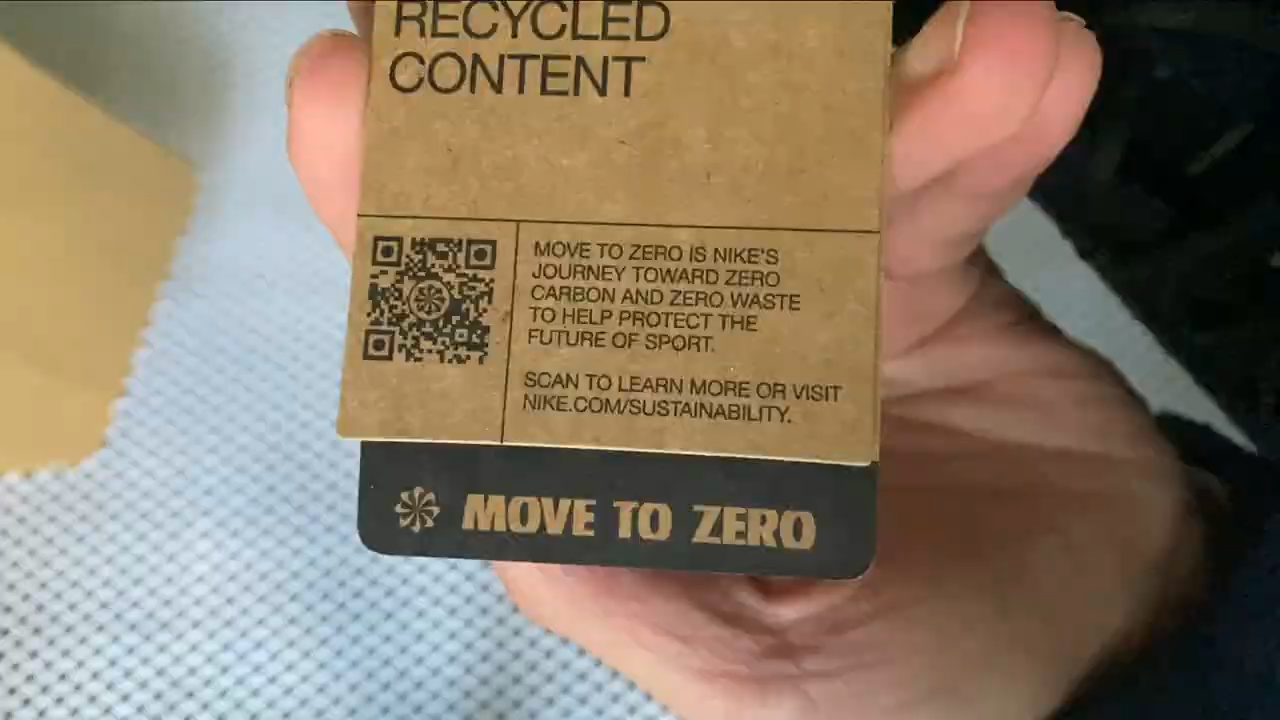 RECYCLED
CONTENT
MOVE TO ZERO IS NIKE'S
JOURNEY TOWARD ZERO
CARBON AND ZERO WASTE
TO HELP PROTECT THE
FUTURE OF SPORT.
SCAN TO LEARN MORE OR VISIT
NIKE.COM/SUSTAINABILITY.
MOVE TO ZERO